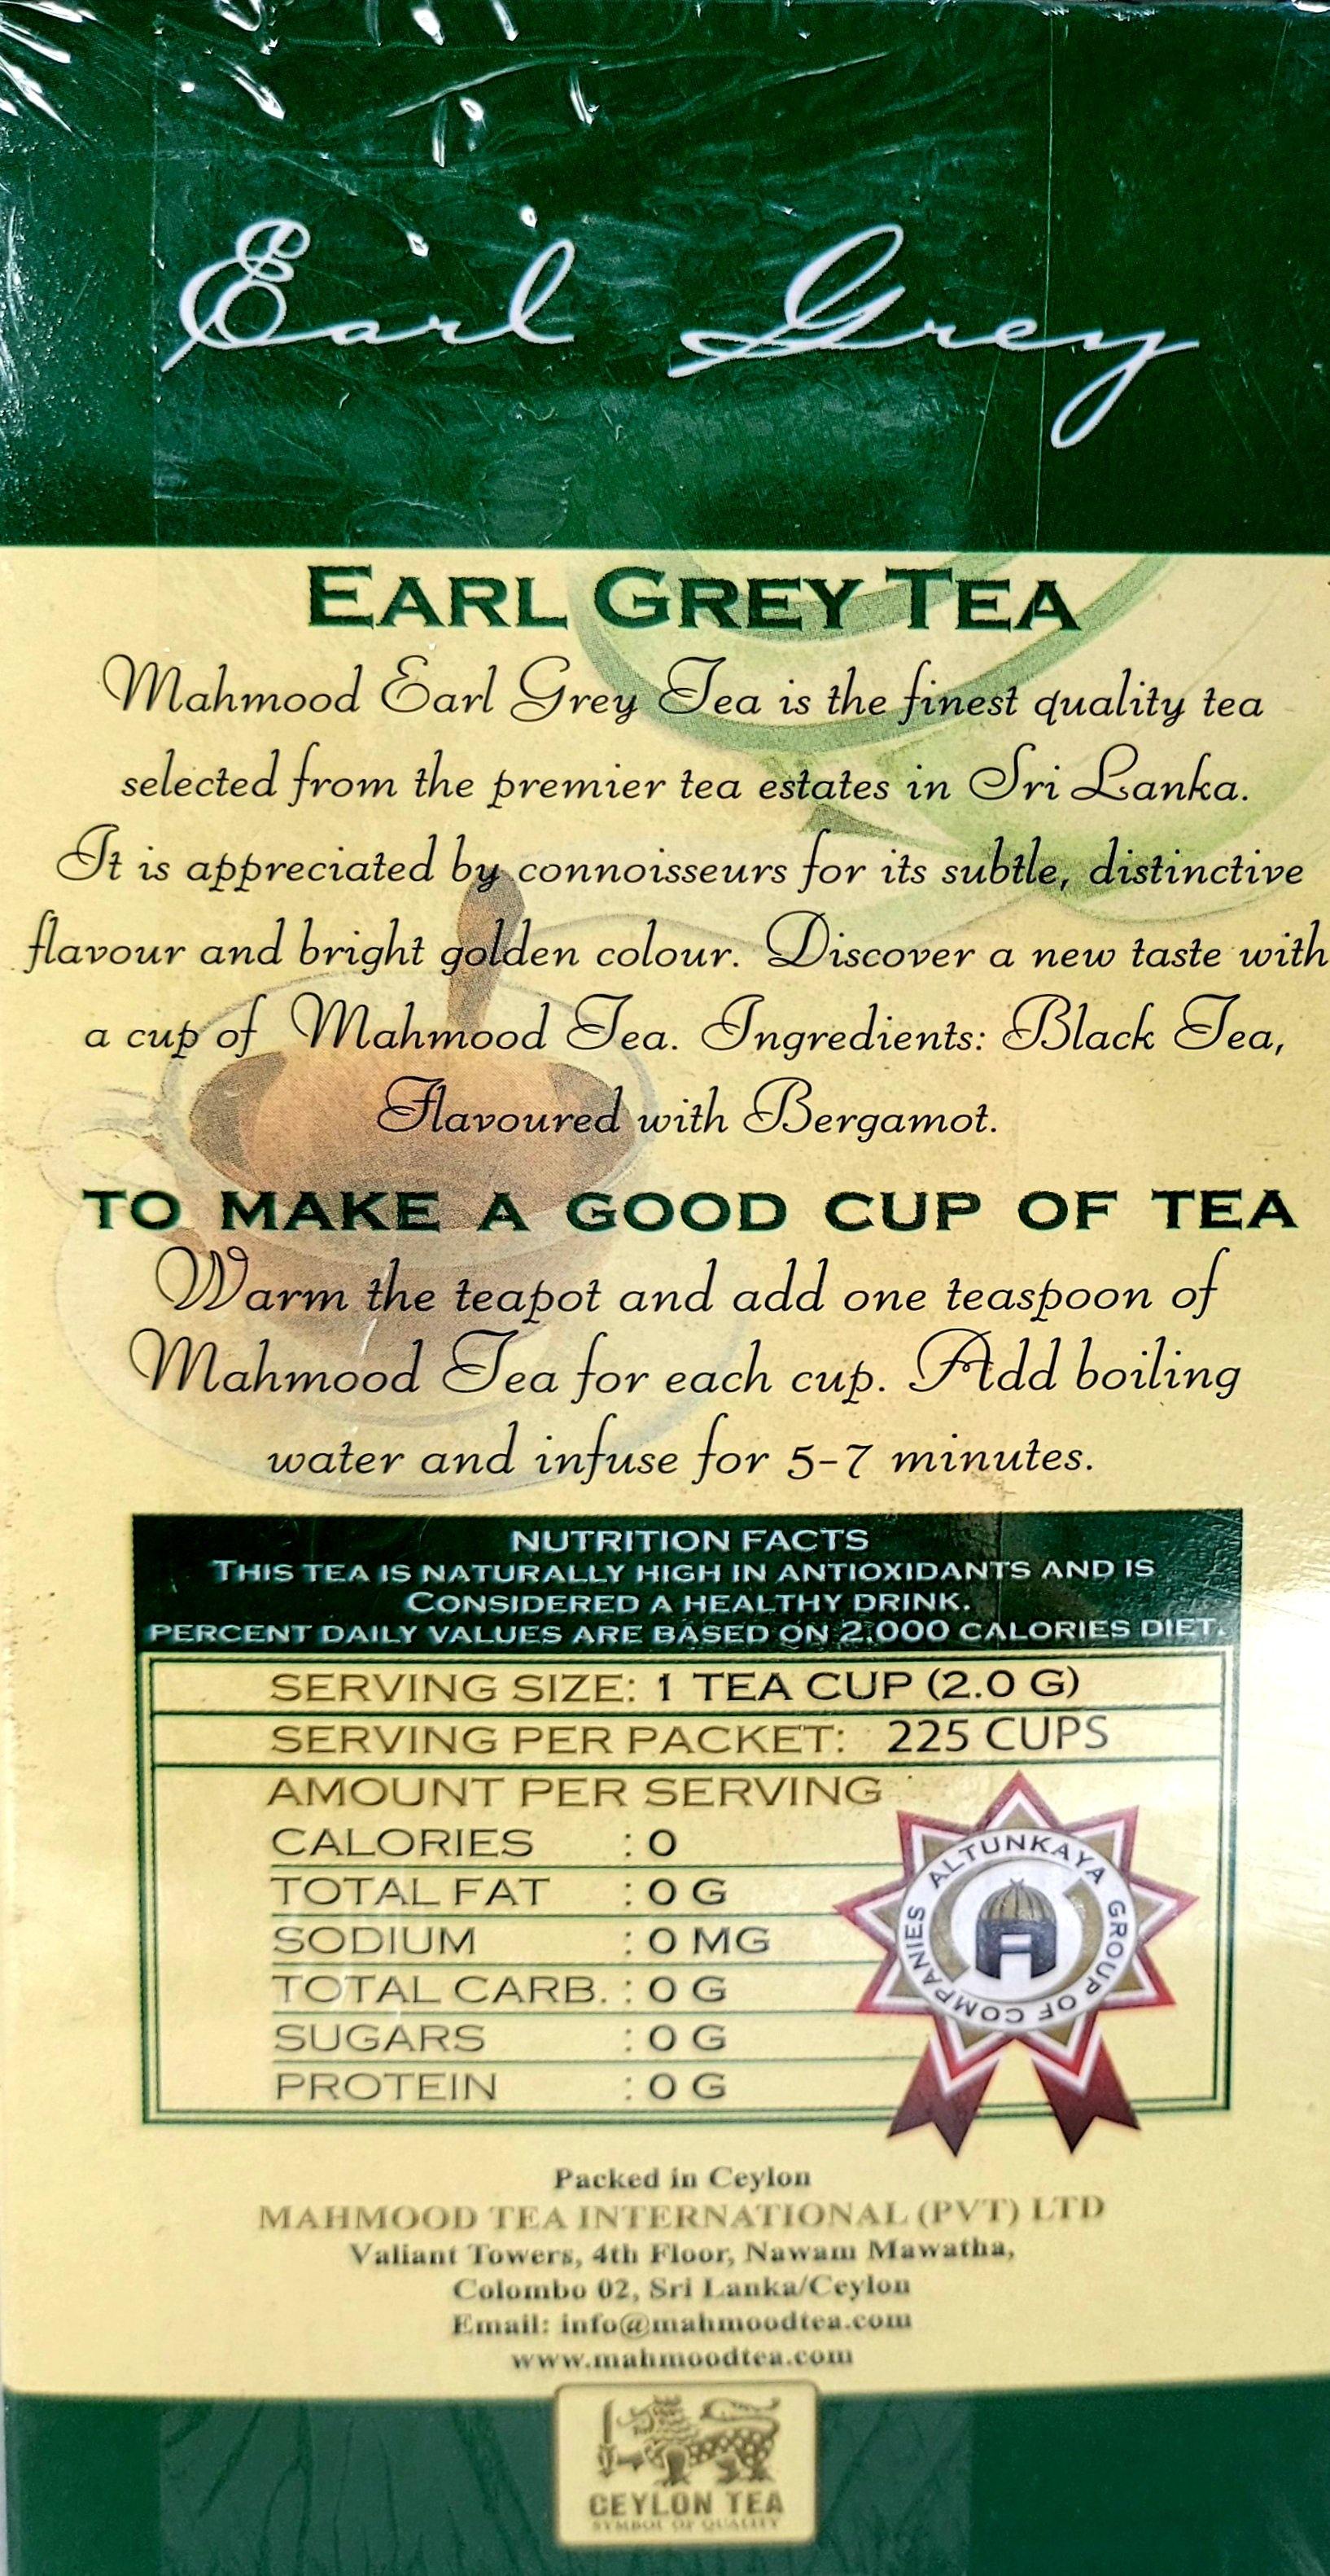 Earl Grey
EARL GREY TEA
Mahmood Earl Grey Tea is the finest quality tea
selected from the premier tea estates in Sri Lanka.
It is appreciated by connoisseurs for its subtle, distinctive
flavour and bright golden colour. Discover a new taste with
a cup of Mahmood Tea. Ingredients: Black Tea,
Flavoured with Bergamot.
TO MAKE A GOOD CUP OF TEA
Warm the teapot and add one teaspoon of
Mahmood Tea for each cup. Add boiling
water and infuse for 5-7 minutes.
NUTRITION FACTS
THIS TEA IS NATURALLY HIGH IN ANTIOXIDANTS AND IS
CONSIDERED A HEALTHY DRINK.
PERCENT DAILY VALUES ARE BASED ON 2,000 CALORIES DIET.
SERVING SIZE: 1 TEA CUP (2.0 G)
SERVING PER PACKET: 225 CUPS
AMOUNT PER SERVING
CALORIES : 0
TOTAL FAT : 0 G
SODIUM : 0 MG
TOTAL CARB. : 0 G
SUGARS : 0 G
PROTEIN : 0 G
ALTUNKAYA GROUP OF COMPANIES
Packed in Ceylon
MAHMOOD TEA INTERNATIONAL (PVT) LTD
Valiant Towers, 4th Floor, Nawam Mawatha,
Colombo 02, Sri Lanka/Ceylon
Email: info@mahmoodtea.com
www.mahmoodtea.com
CEYLON TEA
SYMBOL OF QUALITY